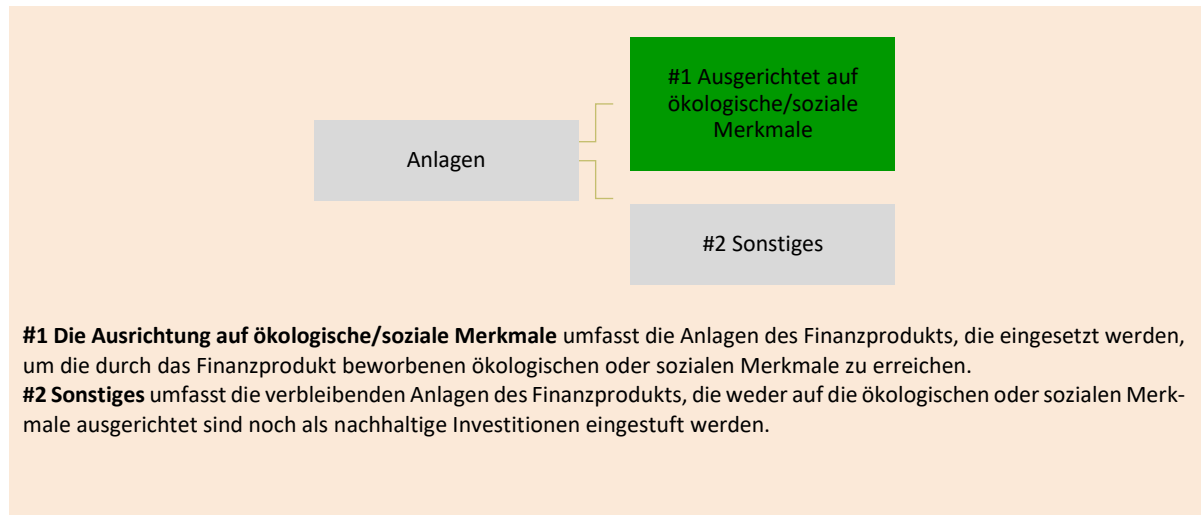 #1 Ausgerichtet auf
ökologische/soziale
Merkmale
Anlagen
#2 Sonstiges
#1 Die Ausrichtung auf ökologische/soziale Merkmale umfasst die Anlagen des Finanzprodukts, die eingesetzt werden,
um die durch das Finanzprodukt beworbenen ökologischen oder sozialen Merkmale zu erreichen.
#2 Sonstiges umfasst die verbleibenden Anlagen des Finanzprodukts, die weder auf die ökologischen oder sozialen Merk-
male ausgerichtet sind noch als nachhaltige Investitionen eingestuft werden.